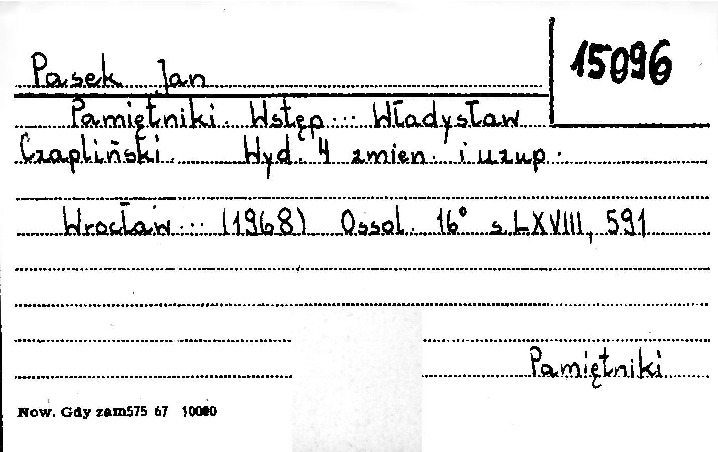 15096
Pasek Jan
Pamiętniki. Wstęp... Władysław
Czapliński. Wyd. 4 zmien. i uzup.
Wrocław... (1968) Ossol. 16° s. LXVIII, 591
Pamiętniki
Now. Gdy zam575 67 10000